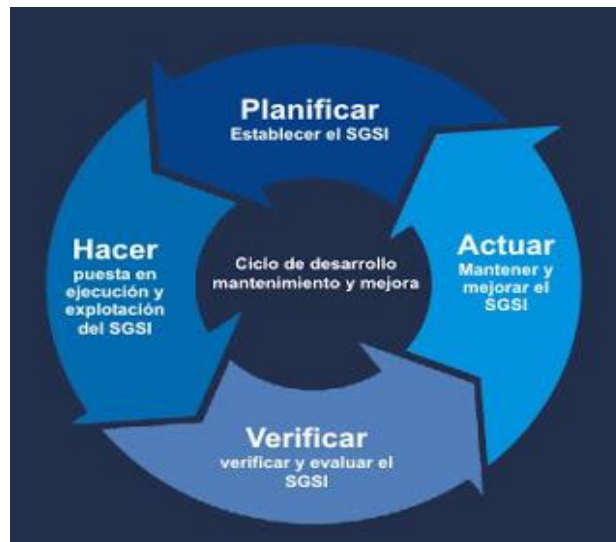 Planificar
Establecer el SGSI
Hacer
puesta en
ejecución y
explotación
del SGSI
Ciclo de desarrollo
mantenimiento y mejora
Actuar
Mantener y
mejorar el
SGSI
Verificar
verificar y evaluar el
SGSI